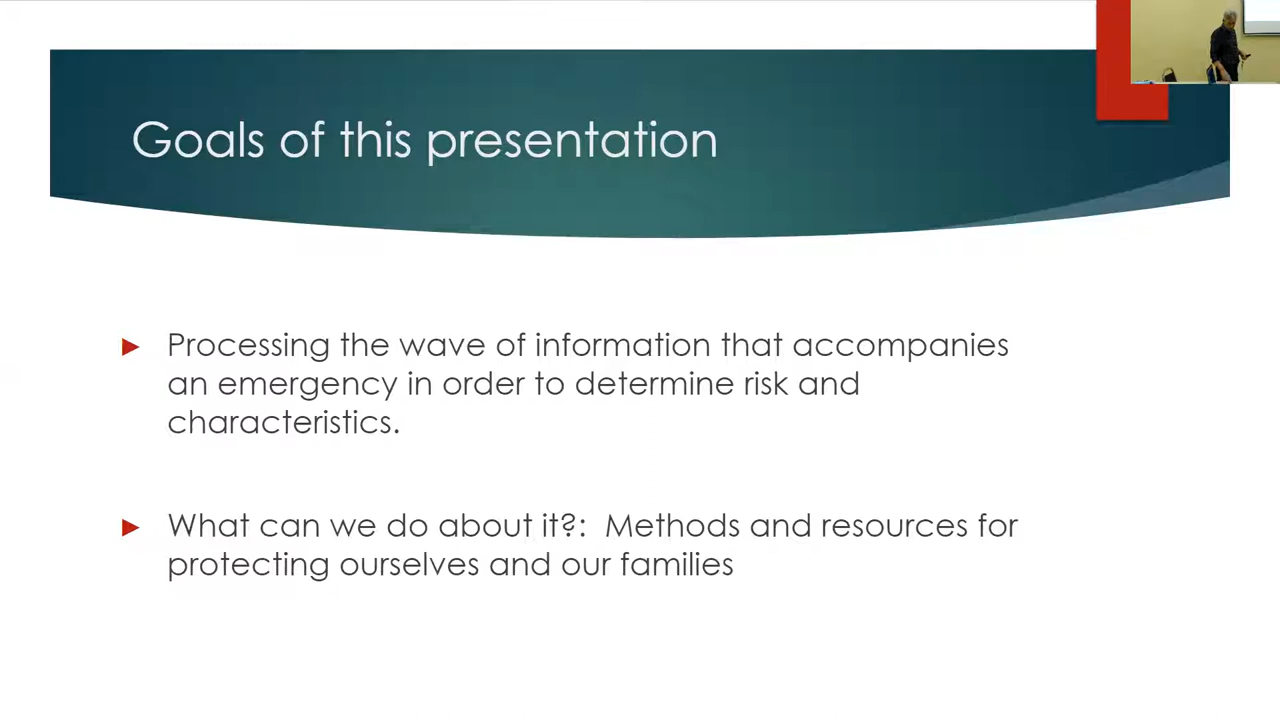 Goals of this presentation
Processing the wave of information that accompanies
an emergency in order to determine risk and
characteristics.
What can we do about it?:  Methods and resources for
protecting ourselves and our families